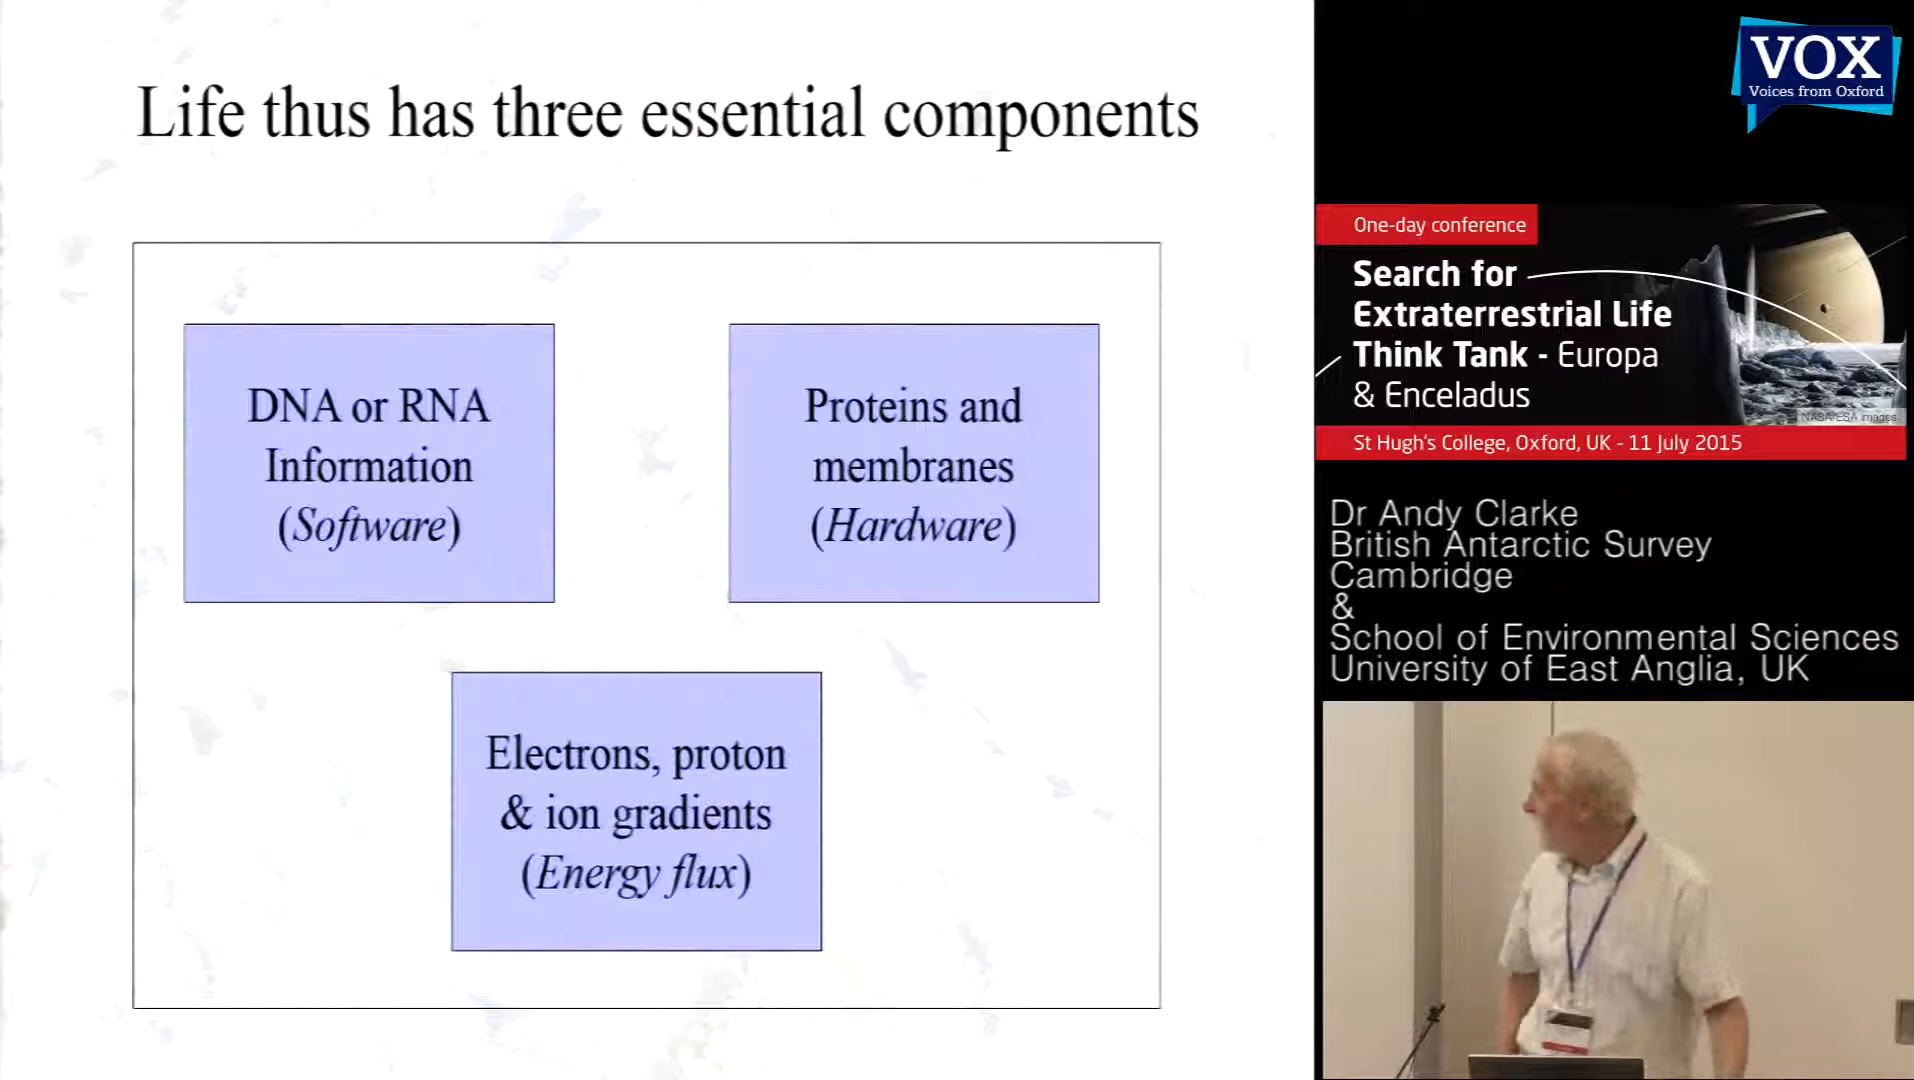 Life thus has three essential components
DNA or RNA
Information
(Software)
Proteins and
membranes
(Hardware)
Electrons, proton
& ion gradients
(Energy flux)
VOX
Voices from Oxford
One-day conference
Search for
Extraterrestrial Life
Think Tank - Europa
& Enceladus
NASA/ESA images
St Hugh's College, Oxford, UK - 11 July 2015
Dr Andy Clarke
British Antarctic Survey
Cambridge
&
School of Environmental Sciences
University of East Anglia, UK